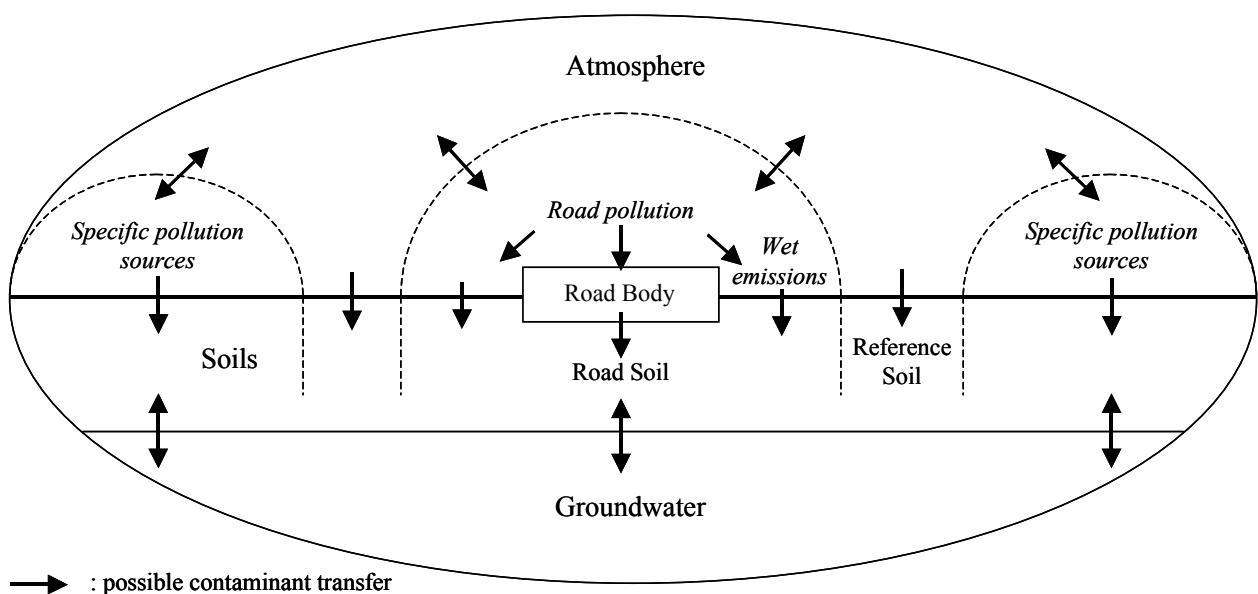 Atmosphere
Specific pollution
sources
Road pollution
Wet
emissions
Specific pollution
sources
Road Body
Soils
Road Soil
Reference
Soil
Groundwater
: possible contaminant transfer